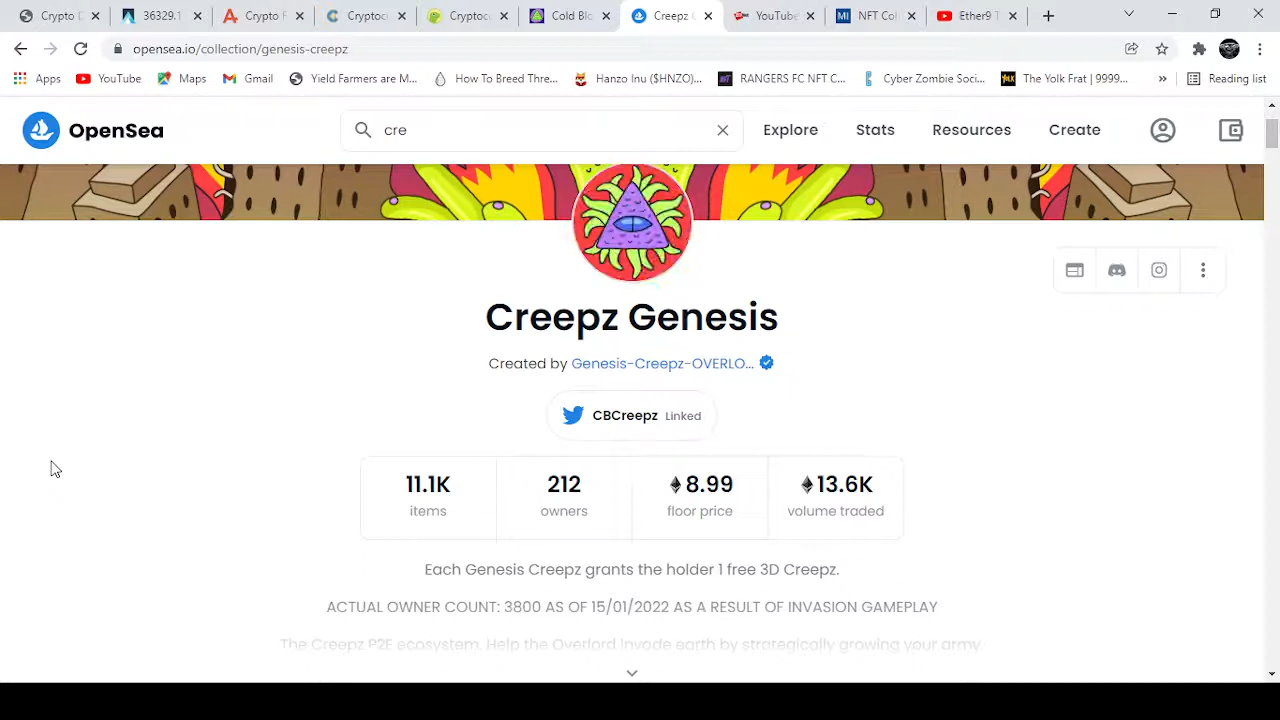 Crypto D
36329.1
Crypto F
Cryptoc
Cryptoc
Cold Blo
Creepz G
YouTube
NFT Col
Ether9 T
opensea.io/collection/genesis-creepz
Apps
YouTube
Maps
Gmail
Yield Farmers are M...
How To Breed Thre...
Hanzo Inu ($HNZO)...
RANGERS FC NFT C...
Cyber Zombie Soci...
The Yolk Frat | 9999...
»
Reading list
OpenSea
cre
Explore
Stats
Resources
Create
Creepz Genesis
Created by Genesis-Creepz-OVERLO...
CBCreepz Linked
11.1K
items
212
owners
8.99
floor price
13.6K
volume traded
Each Genesis Creepz grants the holder 1 free 3D Creepz.
ACTUAL OWNER COUNT: 3800 AS OF 15/01/2022 AS A RESULT OF INVASION GAMEPLAY
The Creepz P2E ecosystem. Help the Overlord Invade earth by strategically growing your army.